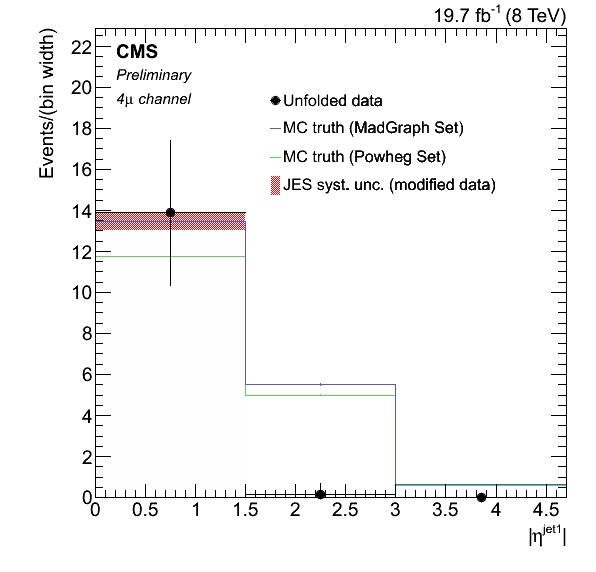 19.7 fb⁻¹ (8 TeV)
Events/(bin width)
CMS
Preliminary
4μ channel
Unfolded data
MC truth (MadGraph Set)
MC truth (Powheg Set)
JES syst. unc. (modified data)
22
20
18
16
14
12
10
8
6
4
2
0
0 0.5 1 1.5 2 2.5 3 3.5 4 4.5
|η^jet1|